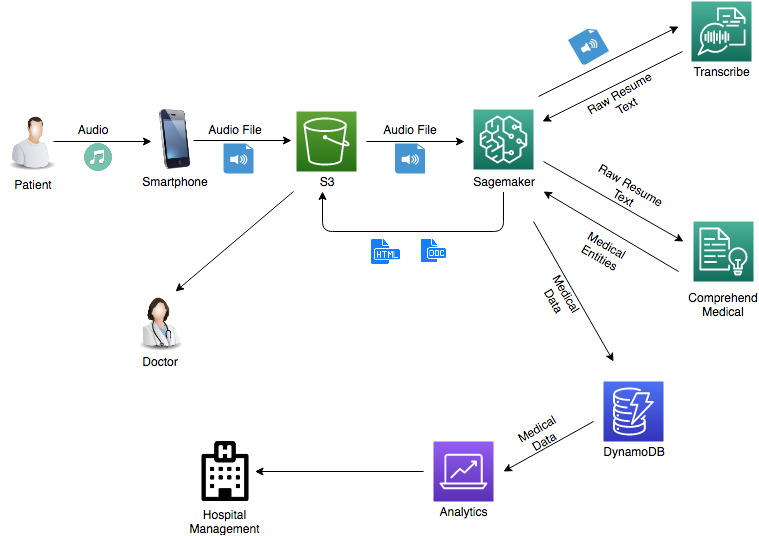 Transcribe
Raw Resume
Text
Audio
Audio File
Audio File
Patient
Smartphone
S3
Sagemaker
Raw Resume
Text
HTML
DOC
Medical
Entities
Comprehend
Medical
Medical
Data
Doctor
DynamoDB
Medical
Data
Analytics
Hospital
Management